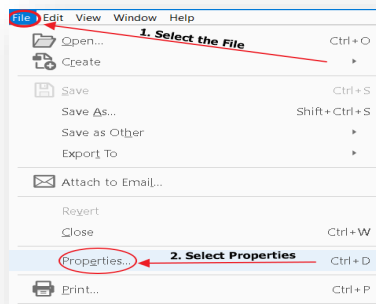 File Edit View Window Help
1. Select the File
Open... Ctrl+O
Create
Save Ctrl+S
Save As... Shift+Ctrl+S
Save as Other
Export To
Attach to Email...
Revert
Close Ctrl+W
Properties... 2. Select Properties Ctrl+D
Print... Ctrl+P